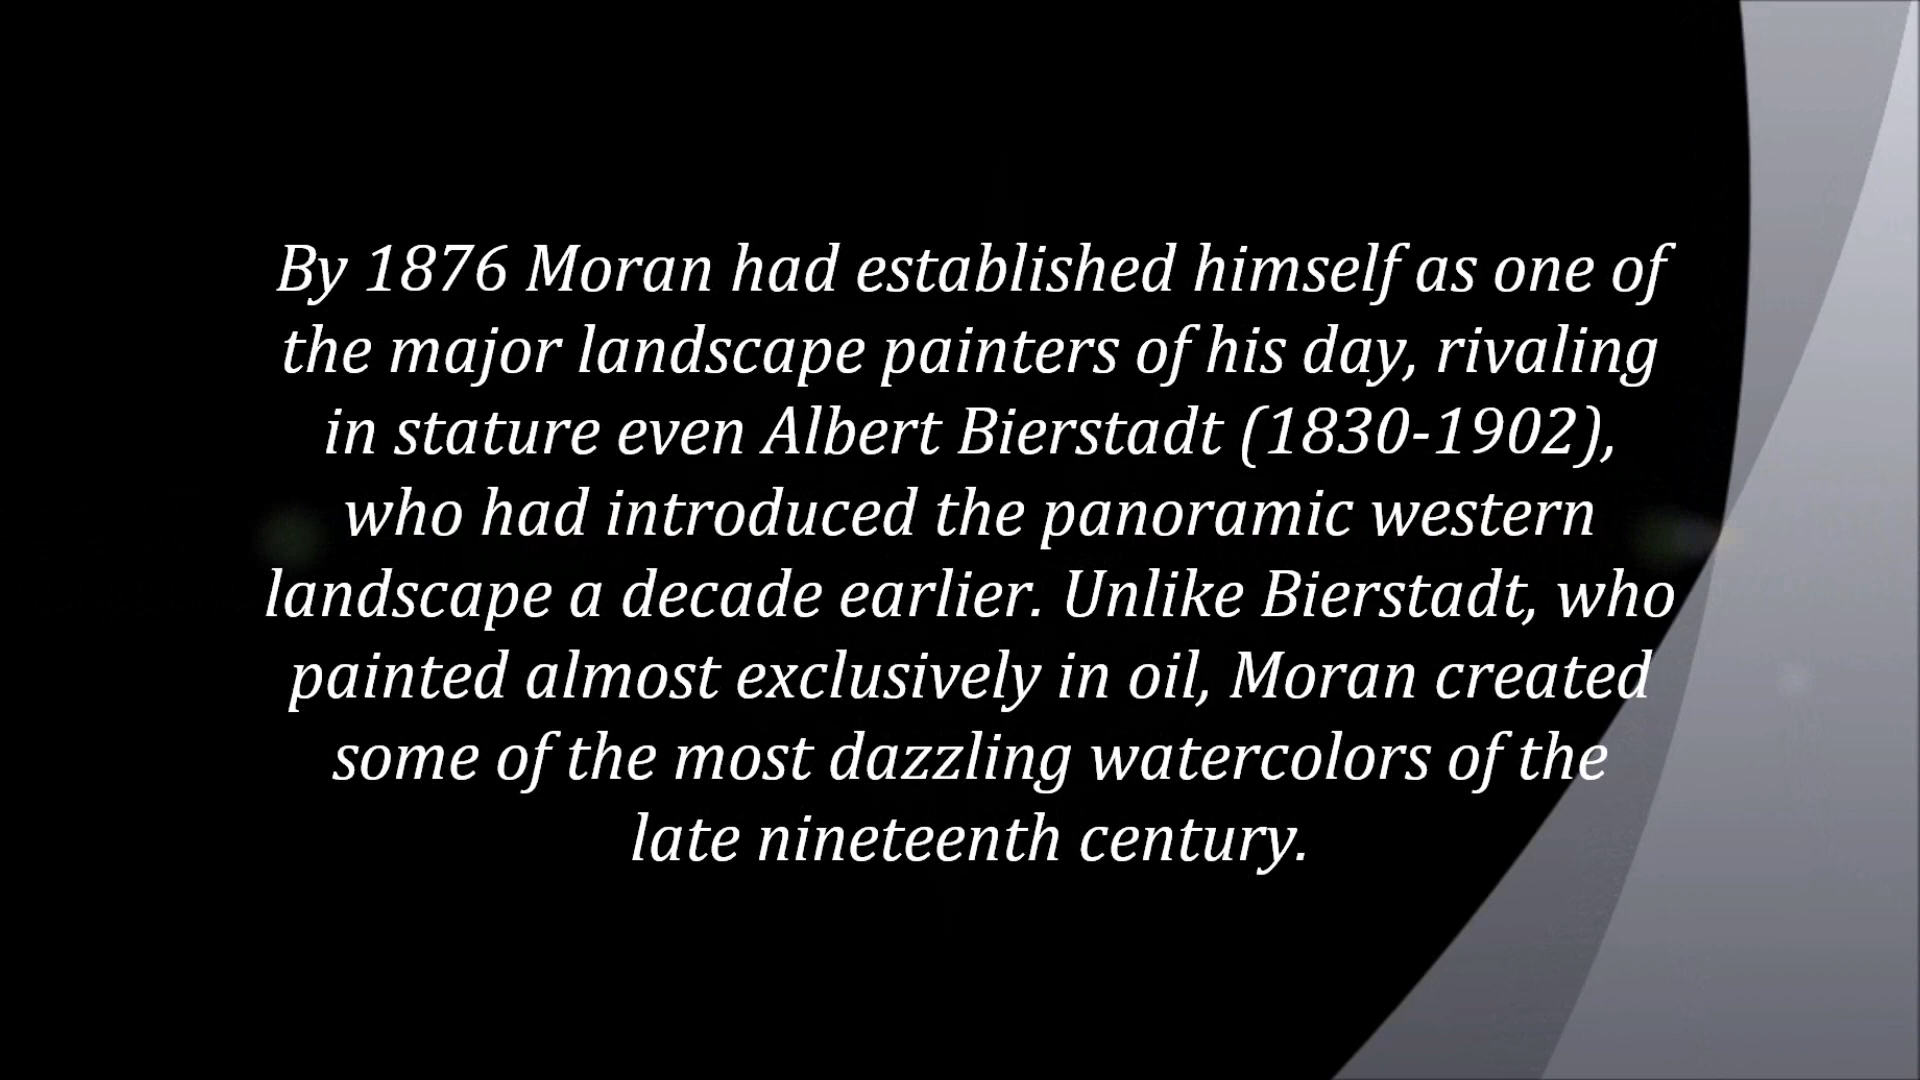 By 1876 Moran had established himself as one of
the major landscape painters of his day, rivaling
in stature even Albert Bierstadt (1830-1902),
who had introduced the panoramic western
landscape a decade earlier. Unlike Bierstadt, who
painted almost exclusively in oil, Moran created
some of the most dazzling watercolors of the
late nineteenth century.